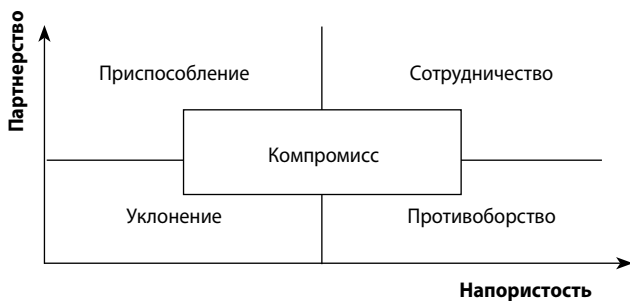 Партнерство
Приспособление
Сотрудничество
Компромисс
Уклонение
Противоборство
Напористость